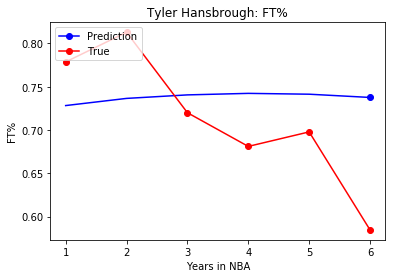 Tyler Hansbrough: FT%
Prediction
True
0.80
0.75
0.70
0.65
0.60
FT%
1 2 3 4 5 6
Years in NBA